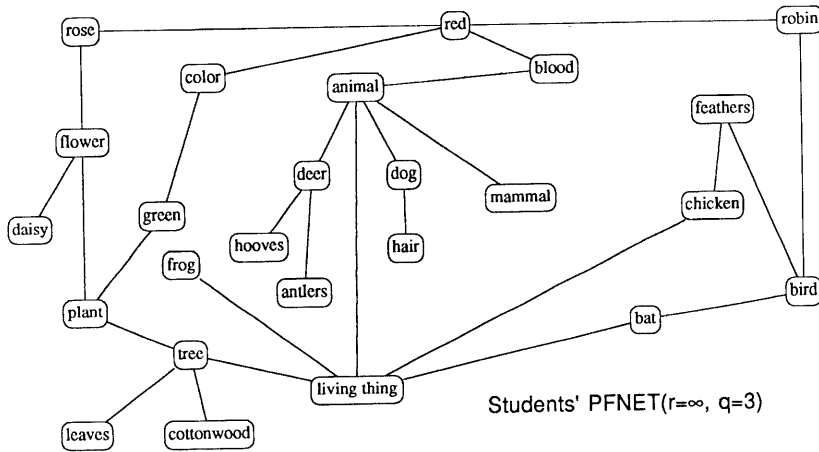 rose
red
robin
color
blood
animal
feathers
flower
deer
dog
mammal
daisy
green
chicken
hooves
hair
frog
antlers
plant
bat
bird
tree
living thing
Students' PFNET(r=∞, q=3)
leaves
cottonwood